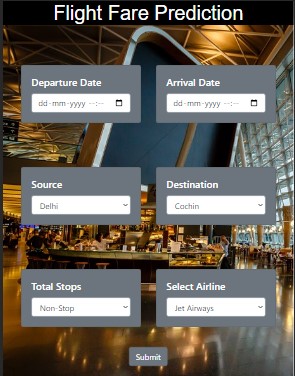 Flight Fare Prediction
Departure Date
Arrival Date
dd-mm-yyyy --:--
dd-mm-yyyy --:--
Source
Destination
Delhi
Cochin
Total Stops
Select Airline
Non-Stop
Jet Airways
Submit